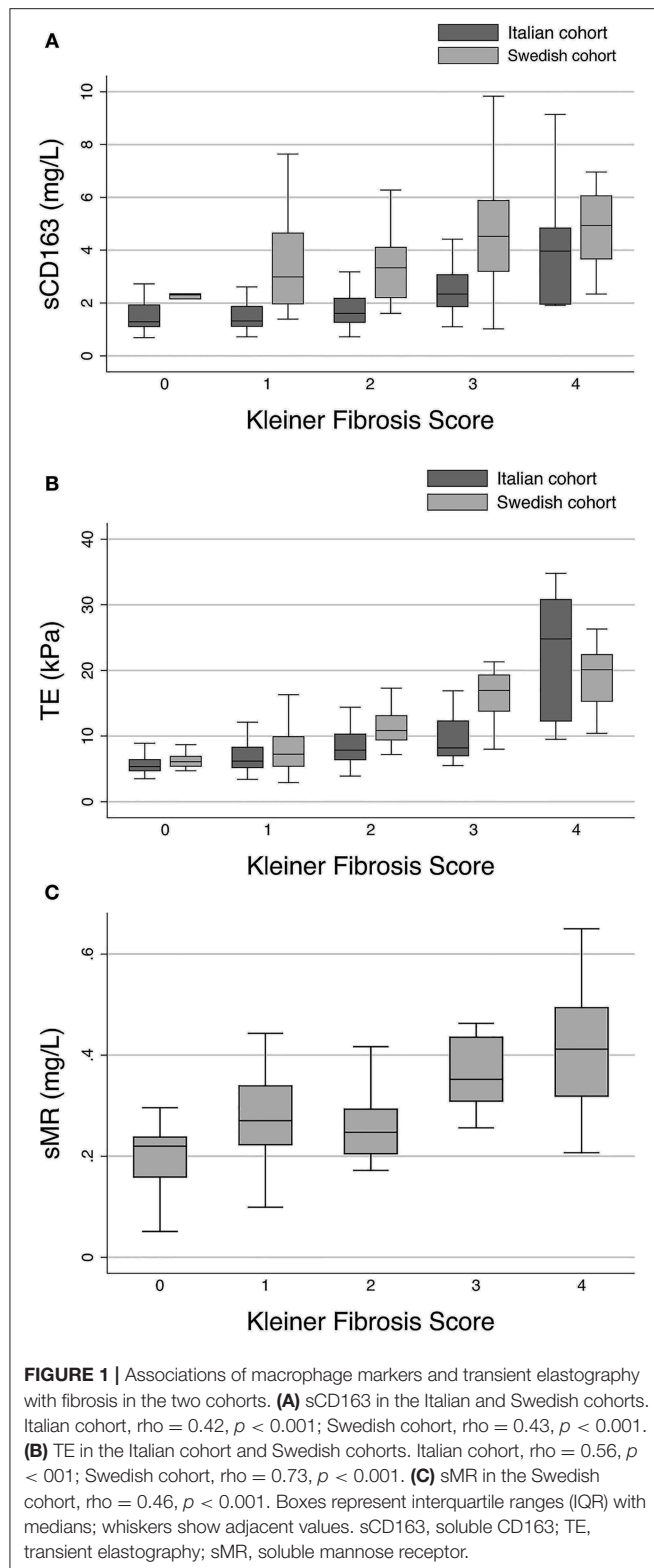 A
Italian cohort
Swedish cohort
sCD163 (mg/L)
10
8
6
4
2
0
0 1 2 3 4
Kleiner Fibrosis Score
B
Italian cohort
Swedish cohort
TE (kPa)
40
30
20
10
0
0 1 2 3 4
Kleiner Fibrosis Score
C
sMR (mg/L)
.6
.4
.2
0
0 1 2 3 4
Kleiner Fibrosis Score
FIGURE 1 | Associations of macrophage markers and transient elastography
with fibrosis in the two cohorts. (A) sCD163 in the Italian and Swedish cohorts.
Italian cohort, rho = 0.42, p < 0.001; Swedish cohort, rho = 0.43, p < 0.001.
(B) TE in the Italian cohort and Swedish cohorts. Italian cohort, rho = 0.56, p
< 001; Swedish cohort, rho = 0.73, p < 0.001. (C) sMR in the Swedish
cohort, rho = 0.46, p < 0.001. Boxes represent interquartile ranges (IQR) with
medians; whiskers show adjacent values. sCD163, soluble CD163; TE,
transient elastography; sMR, soluble mannose receptor.